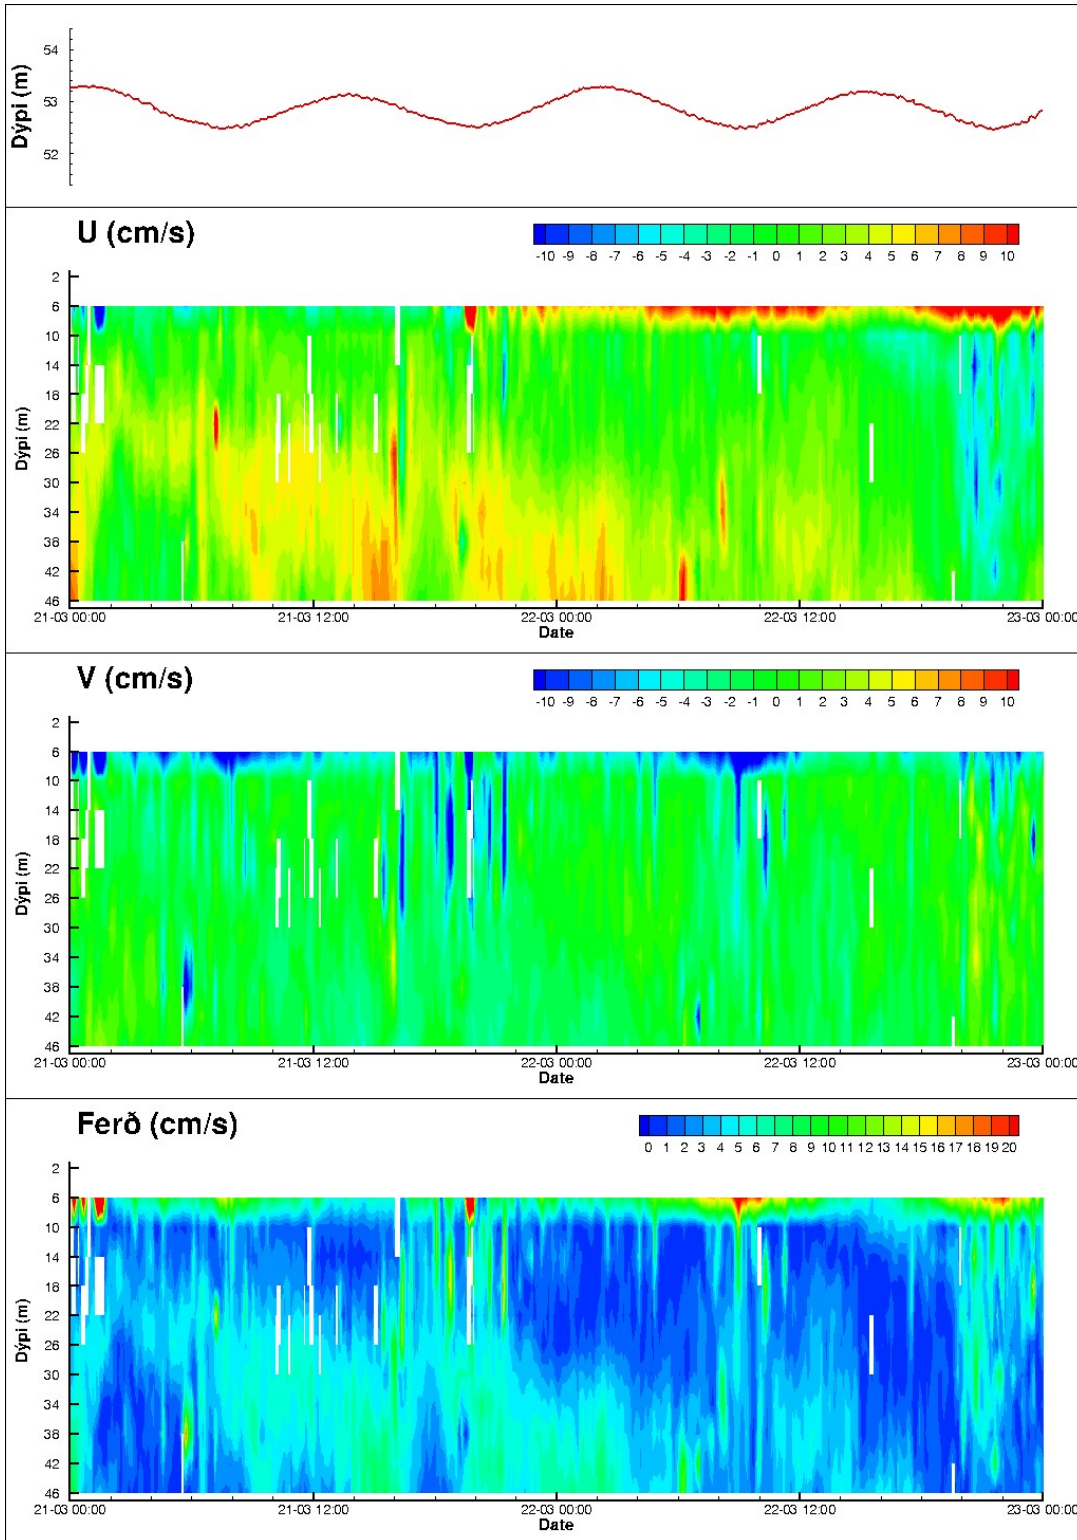 54
53
52
Dýpi (m)
U (cm/s)
-10 -9 -8 -7 -6 -5 -4 -3 -2 -1 0 1 2 3 4 5 6 7 8 9 10
2
6
10
14
18
22
26
30
34
38
42
46
Dýpi (m)
21-03 00:00 21-03 12:00 22-03 00:00 22-03 12:00 23-03 00:00
Date
V (cm/s)
-10 -9 -8 -7 -6 -5 -4 -3 -2 -1 0 1 2 3 4 5 6 7 8 9 10
2
6
10
14
18
22
26
30
34
38
42
46
Dýpi (m)
21-03 00:00 21-03 12:00 22-03 00:00 22-03 12:00 23-03 00:00
Date
Ferð (cm/s)
0 1 2 3 4 5 6 7 8 9 10 11 12 13 14 15 16 17 18 19 20
2
6
10
14
18
22
26
30
34
38
42
46
Dýpi (m)
21-03 00:00 21-03 12:00 22-03 00:00 22-03 12:00 23-03 00:00
Date